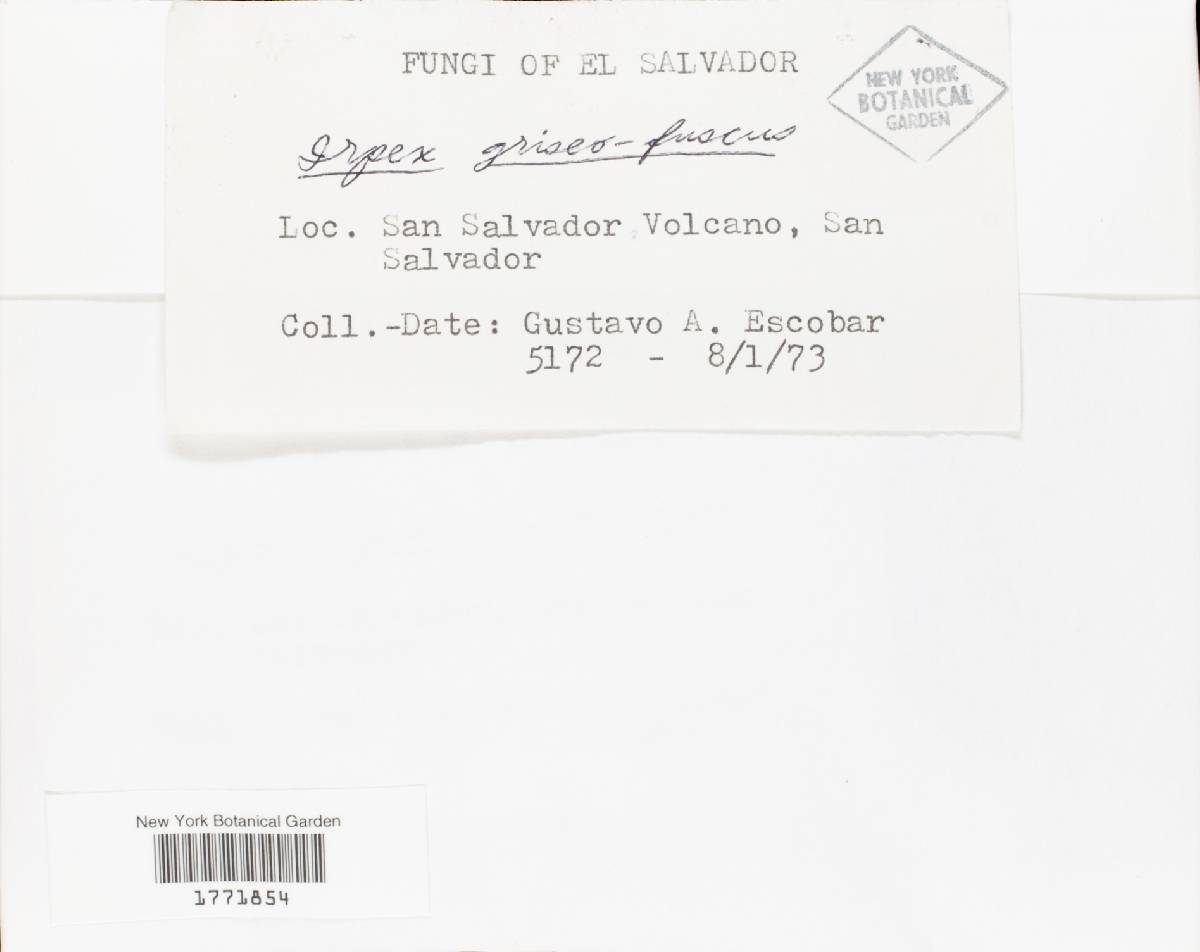 FUNGI OF EL SALVADOR
NEW YORK
BOTANICAL
GARDEN
Irpex griseo-fuscus
Loc. San Salvador Volcano, San
Salvador
Coll.-Date: Gustavo A. Escobar
5172 - 8/1/73
New York Botanical Garden
1771854